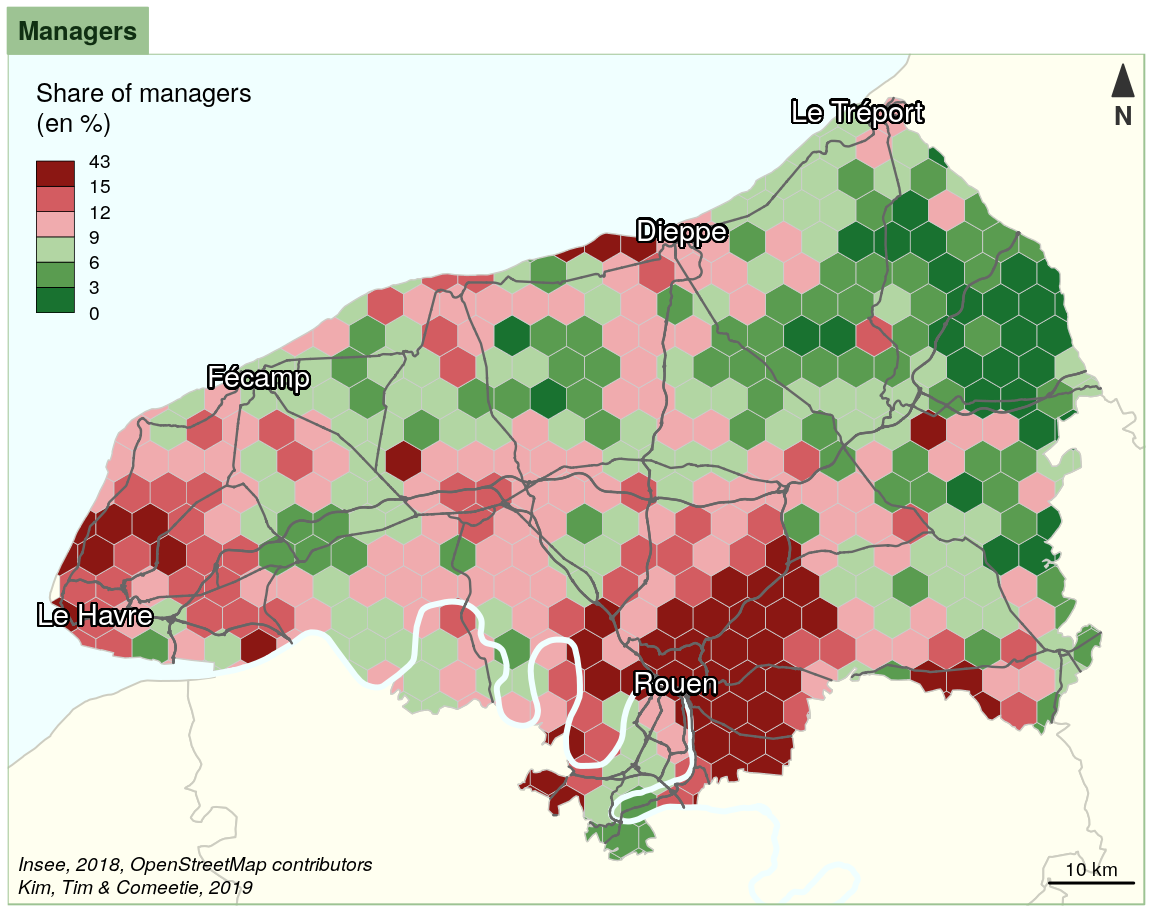 Managers
Share of managers
(en %)
43
15
12
9
6
3
0
N
Le Tréport
Dieppe
Fécamp
Le Havre
Rouen
Insee, 2018, OpenStreetMap contributors
Kim, Tim & Comeetie, 2019
10 km